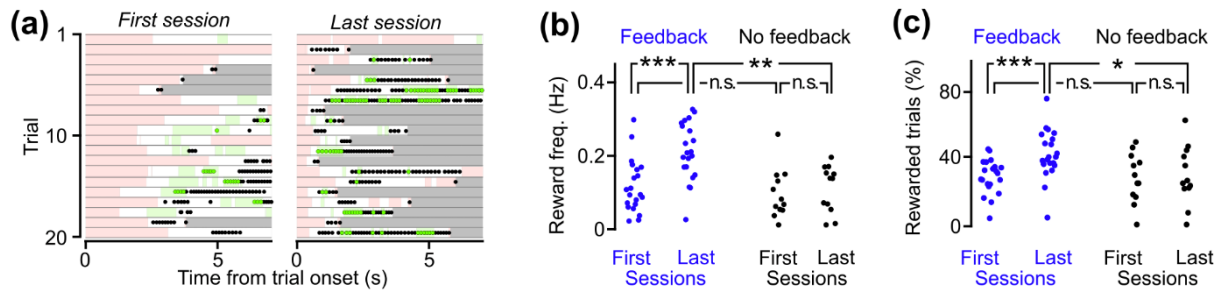 (a)
First session
Last session
1
10
20
Trial
0
5
0
5
Time from trial onset (s)
(b)
Feedback
No feedback
***
**
n.s.
n.s.
0.4
0.2
0
Reward freq. (Hz)
First
Last
First
Last
Sessions
Sessions
(c)
Feedback
No feedback
***
*
n.s.
n.s.
80
40
0
Rewarded trials (%)
First
Last
First
Last
Sessions
Sessions